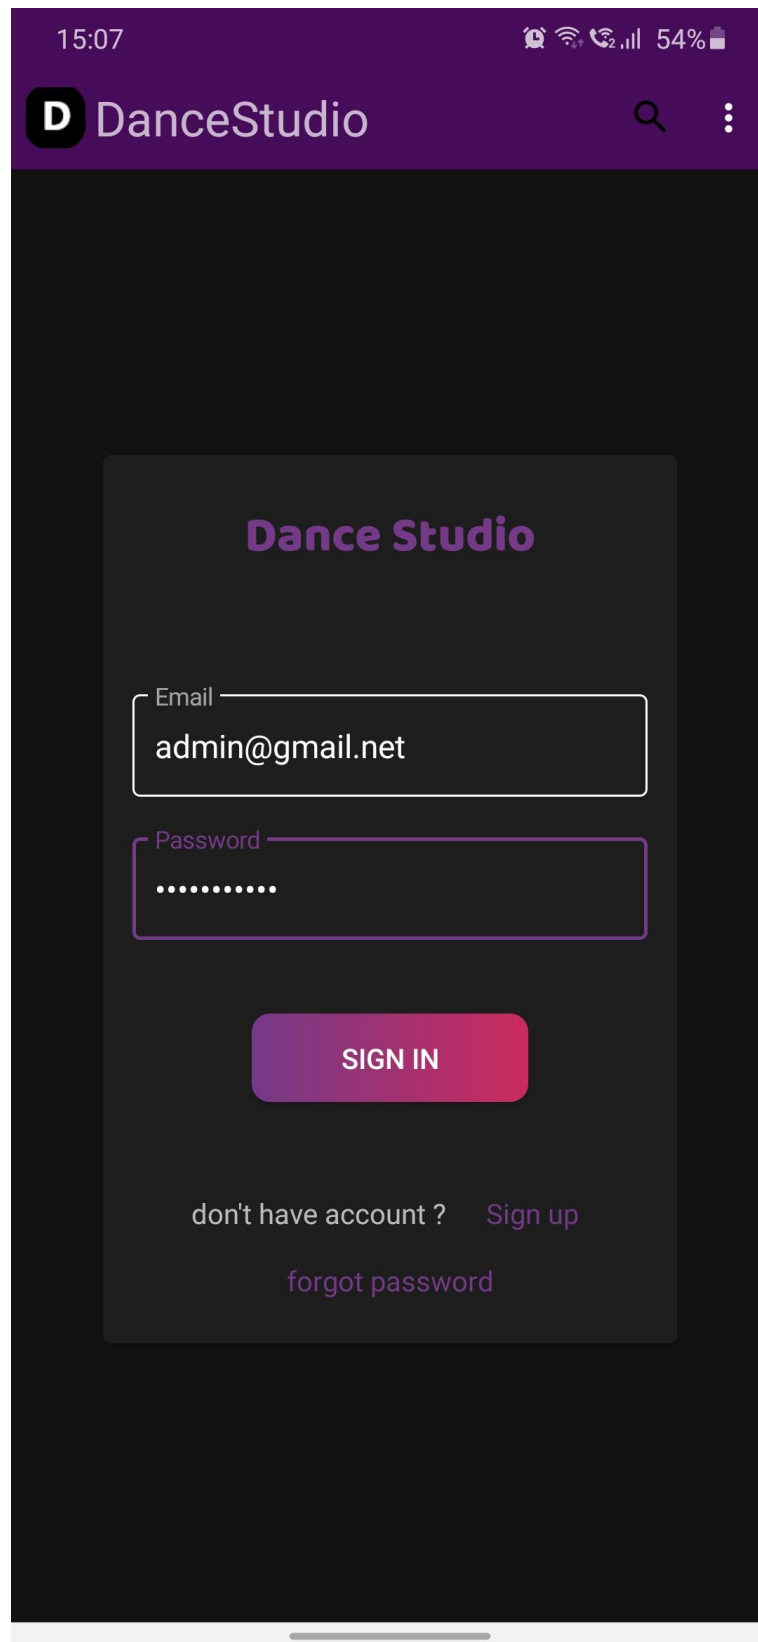 15:07 2 54%
D DanceStudio
Dance Studio
Email
admin@gmail.net
Password
•••••••••••
SIGN IN
don't have account ? Sign up
forgot password